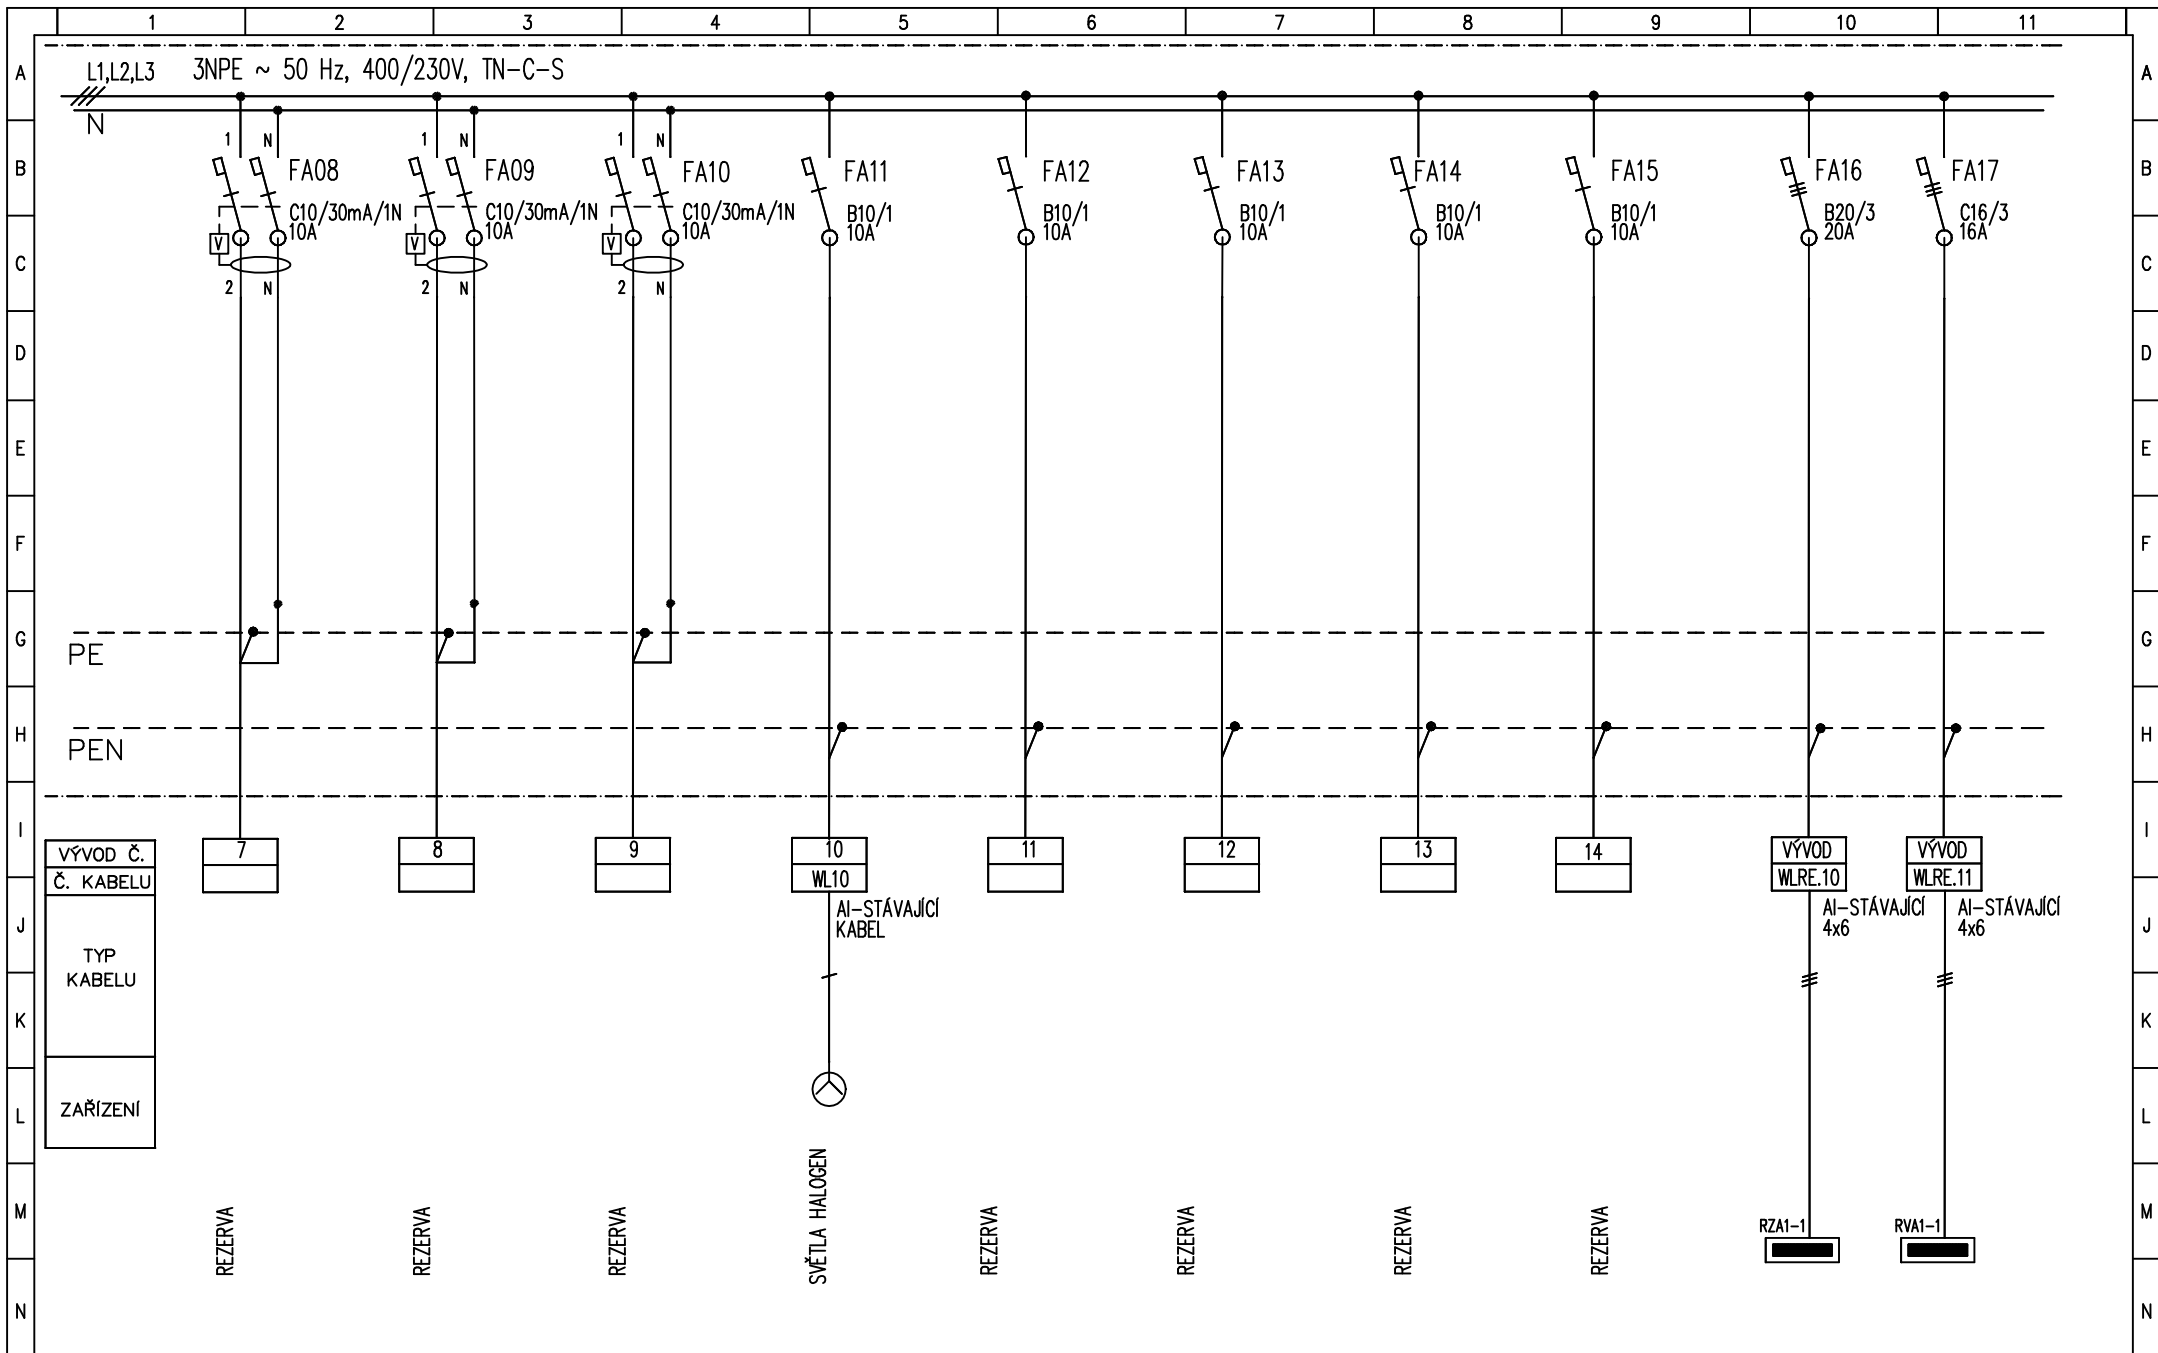 1 2 3 4 5 6 7 8 9 10 11
A L1,L2,L3 3NPE ~ 50 Hz, 400/230V, TN-C-S A
N
1 N 1 N 1 N
B FA08 FA09 FA10 FA11 FA12 FA13 FA14 FA15 FA16 FA17 B
C10/30mA/1N C10/30mA/1N C10/30mA/1N B10/1 B10/1 B10/1 B10/1 B10/1 B20/3 C16/3
10A 10A 10A 10A 10A 10A 10A 10A 20A 16A
V V V
C C
2 N 2 N 2 N
D D
E E
F F
G G
PE
H H
PEN
I I
VÝVOD Č. 7 8 9 10 11 12 13 14 VÝVOD VÝVOD
Č. KABELU WL10 WLRE.10 WLRE.11
AI-STÁVAJÍCÍ AI-STÁVAJÍCÍ AI-STÁVAJÍCÍ
J KABEL 4x6 4x6 J
TYP
KABELU
K K
ZAŘÍZENÍ
L L
M M
REZERVA
REZERVA
REZERVA
SVĚTLA HALOGEN
REZERVA
REZERVA
REZERVA
REZERVA
RZA1-1 RVA1-1
N N